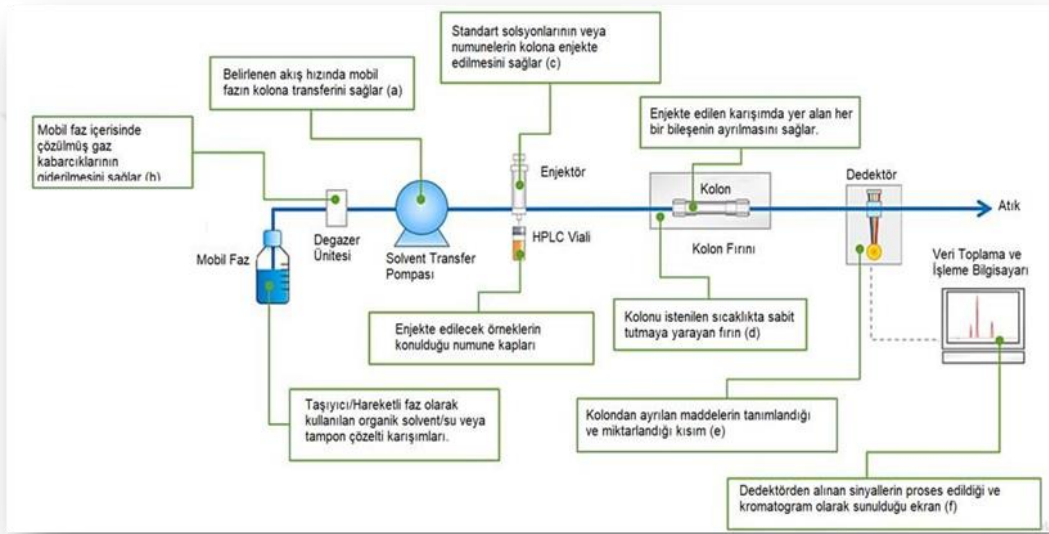 Standart solsyonlarının veya
numunelerin kolona enjekte
edilmesini sağlar (c)
Belirlenen akış hızında mobil
fazın kolona transferini sağlar (a)
Enjekte edilen karışımda yer alan her
bir bileşenin ayrılmasını sağlar.
Mobil faz içerisinde
çözülmüş gaz
kabarcıklarının
giderilmesini sağlar (b)
Enjektör
Kolon
Dedektör
Atık
Mobil Faz
Degazer
Ünitesi
Solvent Transfer
Pompası
HPLC Viali
Kolon Fırını
Veri Toplama ve
İşleme Bilgisayarı
Enjekte edilecek örneklerin
konulduğu numune kapları
Kolonu istenilen sıcaklıkta sabit
tutmaya yarayan fırın (d)
Taşıyıcı/Hareketli faz olarak
kullanılan organik solvent/su veya
tampon çözelti karışımları.
Kolondan ayrılan maddelerin tanımlandığı
ve miktarlandığı kısım (e)
Dedektörden alınan sinyallerin proses edildiği ve
kromatogram olarak sunulduğu ekran (f)